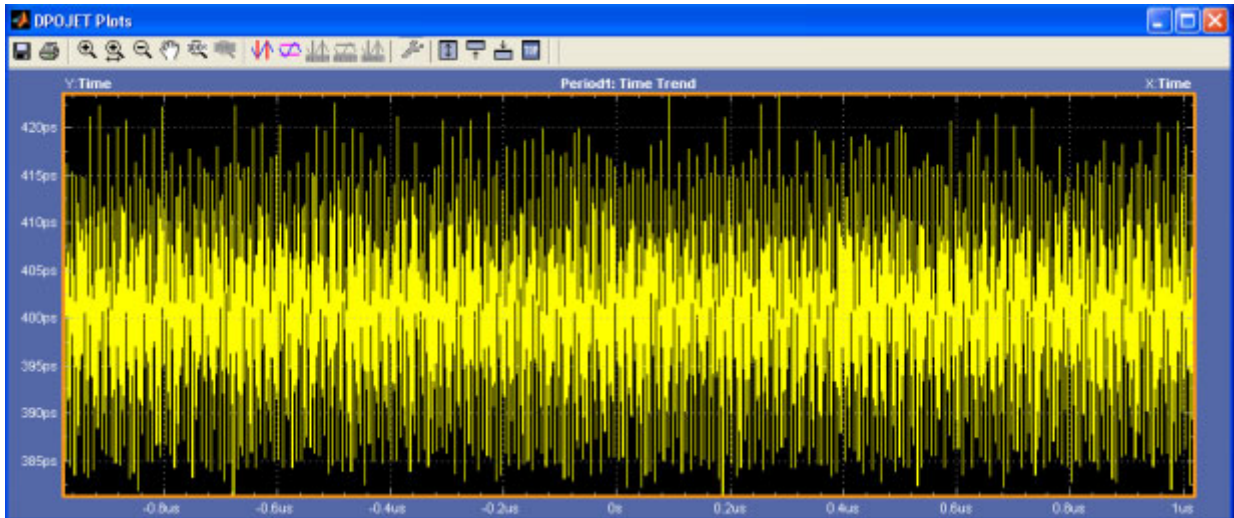 DPOJET Plots
Y:Time Period1: Time Trend X:Time
420ps
415ps
410ps
405ps
400ps
395ps
390ps
385ps
-0.8us -0.6us -0.4us -0.2us 0s 0.2us 0.4us 0.6us 0.8us 1us